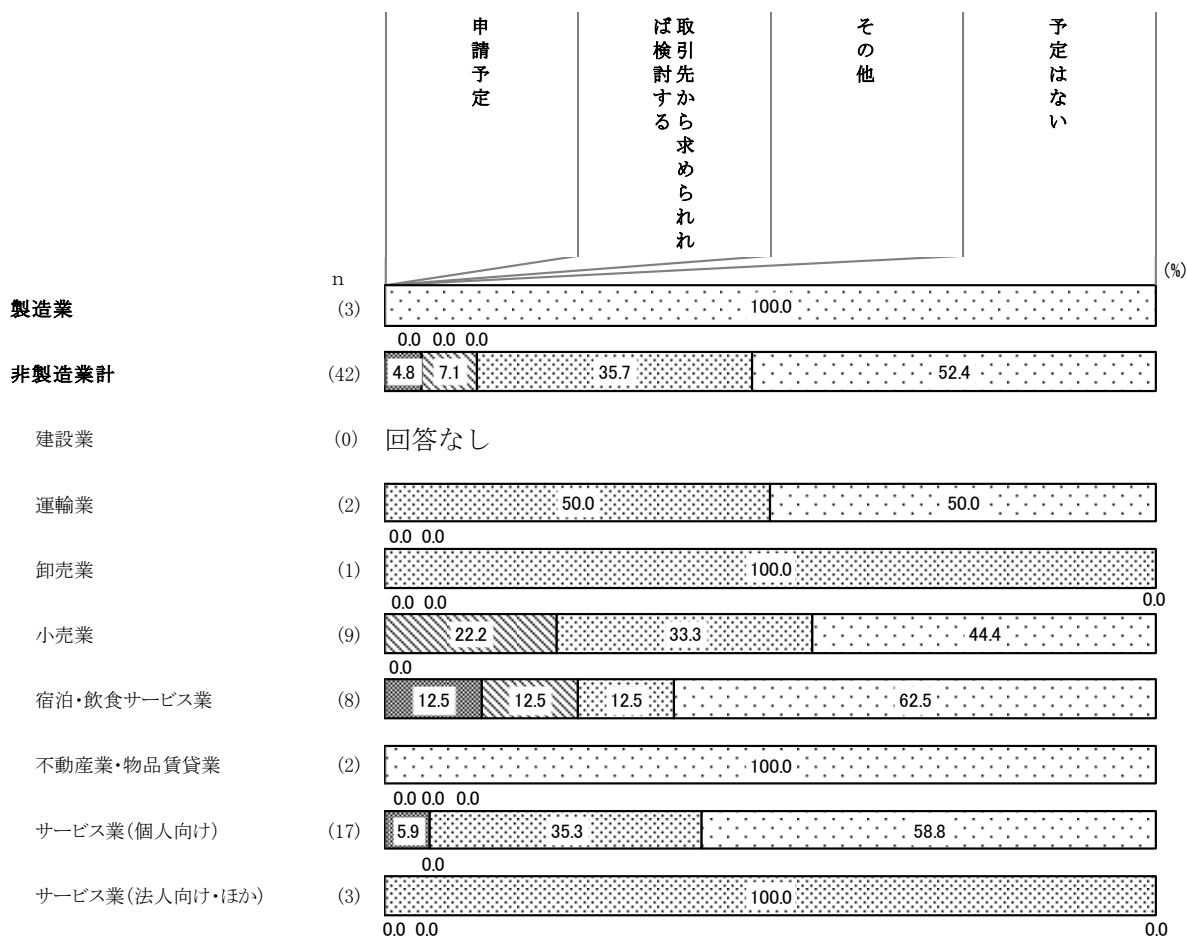 申請予定
取引先から求められれ
ば検討する
その他
予定はない
n
(%)
製造業 (3) 100.0
0.0 0.0 0.0
非製造業計 (42) 4.8 7.1 35.7 52.4
建設業 (0) 回答なし
運輸業 (2) 50.0 50.0
0.0 0.0
卸売業 (1) 100.0
0.0 0.0 0.0
小売業 (9) 22.2 33.3 44.4
0.0
宿泊・飲食サービス業 (8) 12.5 12.5 12.5 62.5
不動産業・物品賃貸業 (2) 100.0
0.0 0.0 0.0
サービス業(個人向け) (17) 5.9 35.3 58.8
0.0
サービス業(法人向け・ほか) (3) 100.0
0.0 0.0 0.0